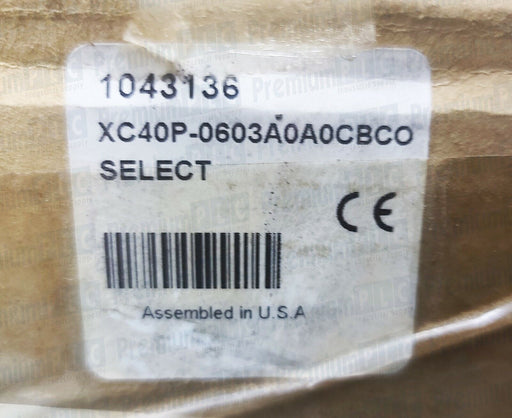 1043136
XC40P-0603A0A0CBCO
SELECT
CE
Assembled in U.S.A